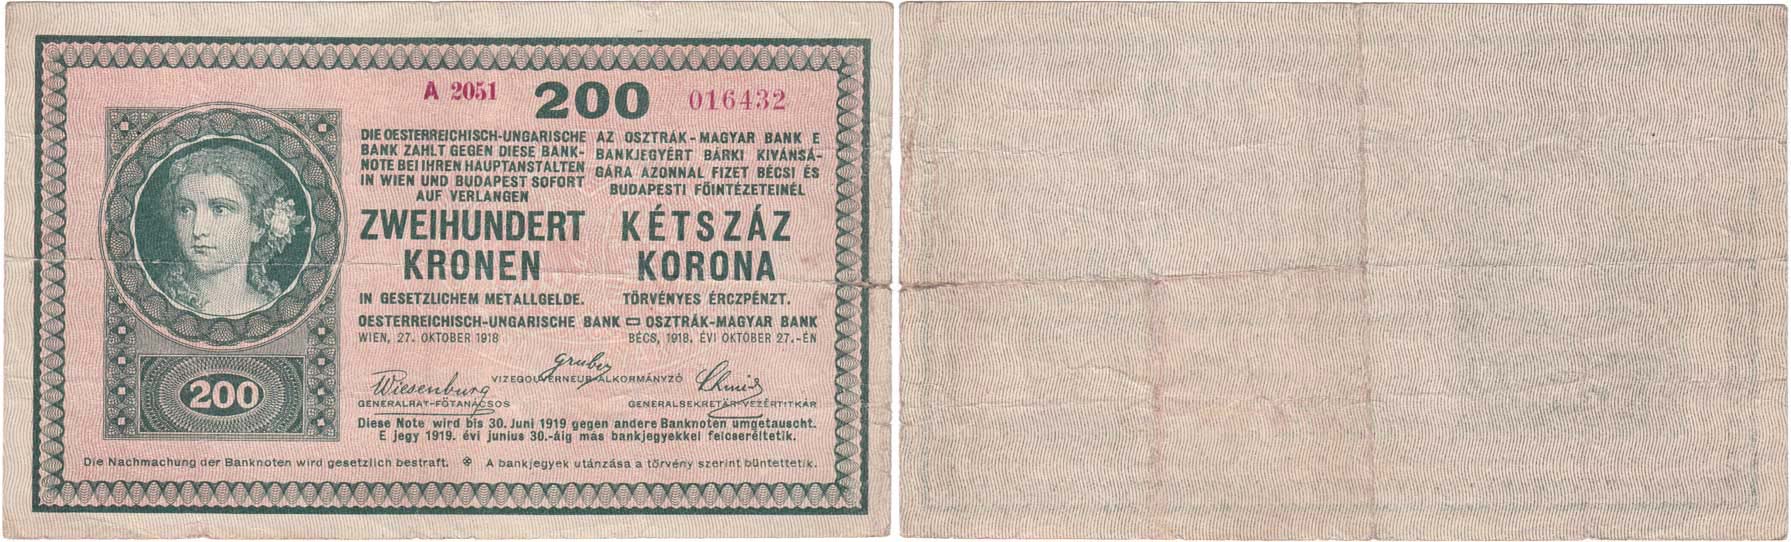 A 2051 200 016432
DIE OESTERREICHISCH-UNGARISCHE
BANK ZAHLT GEGEN DIESE BANK-
NOTE BEI IHREN HAUPTANSTALTEN
IN WIEN UND BUDAPEST SOFORT
AUF VERLANGEN
ZWEIHUNDERT
KRONEN
IN GESETZLICHEM METALLGELDE.
AZ OSZTRÁK-MAGYAR BANK E
BANKJEGYÉRT BÁRKI KIVÁNSÁ-
GÁRA AZONNAL FIZET BÉCSI ÉS
BUDAPESTI FŐINTÉZETEINÉL
KÉTSZÁZ
KORONA
TÖRVÉNYES ÉRCZPÉNZT.
OESTERREICHISCH-UNGARISCHE BANK OSZTRÁK-MAGYAR BANK
WIEN, 27. OKTOBER 1918 BÉCS, 1918. ÉVI OKTOBER 27.-ÉN
Gruber
VIZEGOUVERNEUR-ALKORMÁNYZÓ
Wiesenburg Schmid
GENERALRAT-FŐTANÁCSOS GENERALSEKRETÄR-VEZÉRTITKÁR
200
Diese Note wird bis 30. Juni 1919 gegen andere Banknoten umgetauscht.
E jegy 1919. évi junius 30.-áig más bankjegyekkel felcseréltetik.
Die Nachmachung der Banknoten wird gesetzlich bestraft. A bankjegyek utánzása a törvény szerint büntettetik.